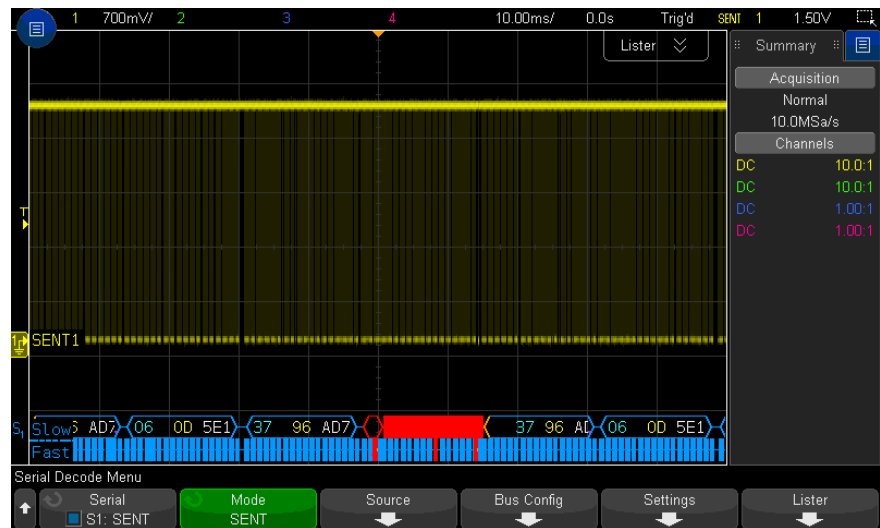 1 700mV/ 2 3 4 10.00ms/ 0.0s Trig'd SENT 1 1.50V
Lister
Summary
Acquisition
Normal
10.0MSa/s
Channels
DC 10.0:1
DC 10.0:1
DC 1.00:1
DC 1.00:1
T
1 SENT1
S1 Slow AD7 06 0D 5E1 37 96 AD7 37 96 AD 06 0D 5E1
Fast
Serial Decode Menu
Serial Mode Source Bus Config Settings Lister
S1: SENT SENT